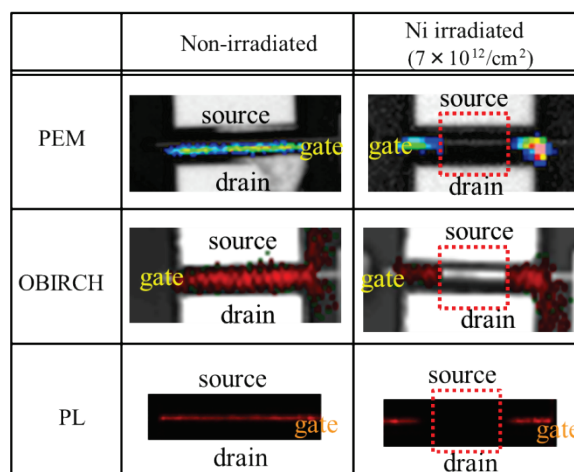 Non-irradiated
Ni irradiated
(7 × 10¹²/cm²)
PEM
source
gate
drain
source
gate
drain
OBIRCH
source
gate
drain
source
gate
drain
PL
source
gate
drain
source
gate
drain